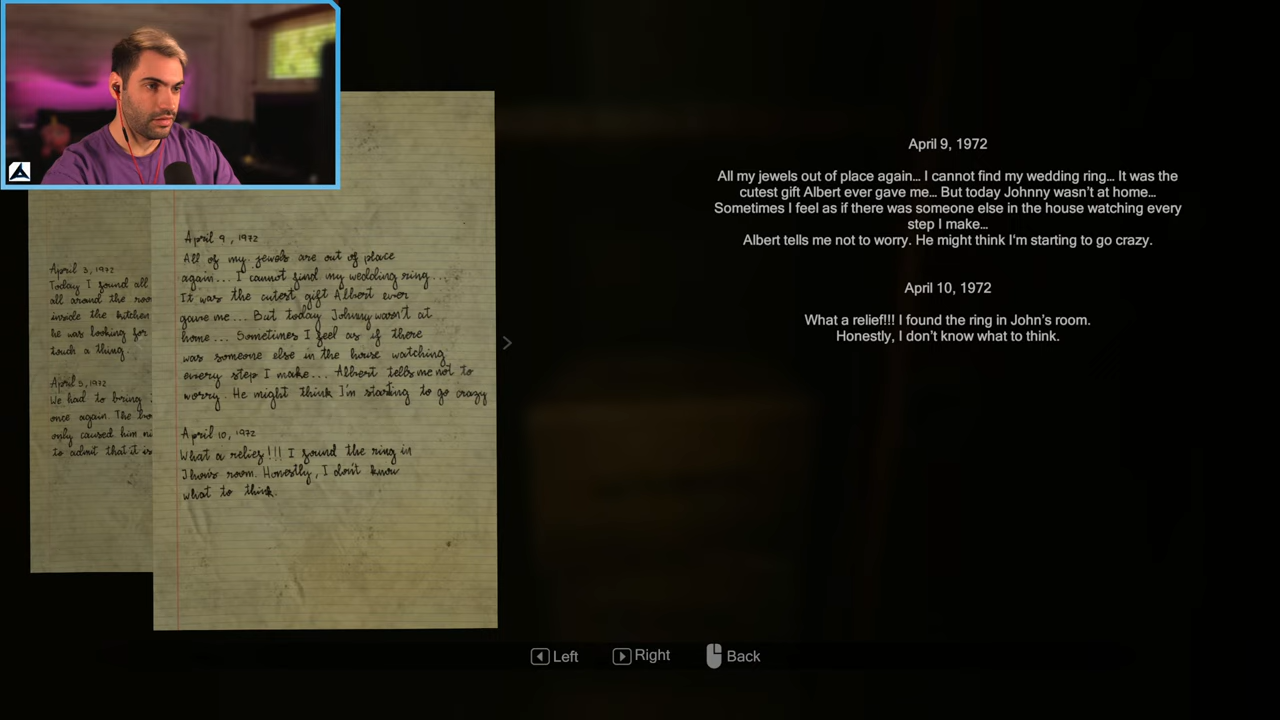 April 3, 1972
Today I found all
all around the roo
inside the kitchen
he was looking for
touch a thing.
April 5, 1972
We had to bring
once again. The
only caused him
to admit that it is
April 9, 1972
All of my jewels are out of place
again... I cannot find my wedding ring...
It was the cutest gift Albert ever
gave me... But today Johnny wasn't at
home... Sometimes I feel as if there
was someone else in the house watching
every step I make... Albert tells me not to
worry. He might think I'm starting to go crazy
April 10, 1972
What a relief!!! I found the ring in
Jhon's room. Honestly, I don't know
what to think.
April 9, 1972
All my jewels out of place again... I cannot find my wedding ring... It was the
cutest gift Albert ever gave me... But today Johnny wasn't at home...
Sometimes I feel as if there was someone else in the house watching every
step I make...
Albert tells me not to worry. He might think I'm starting to go crazy.
April 10, 1972
What a relief!!! I found the ring in John's room.
Honestly, I don't know what to think.
Left
Right
Back